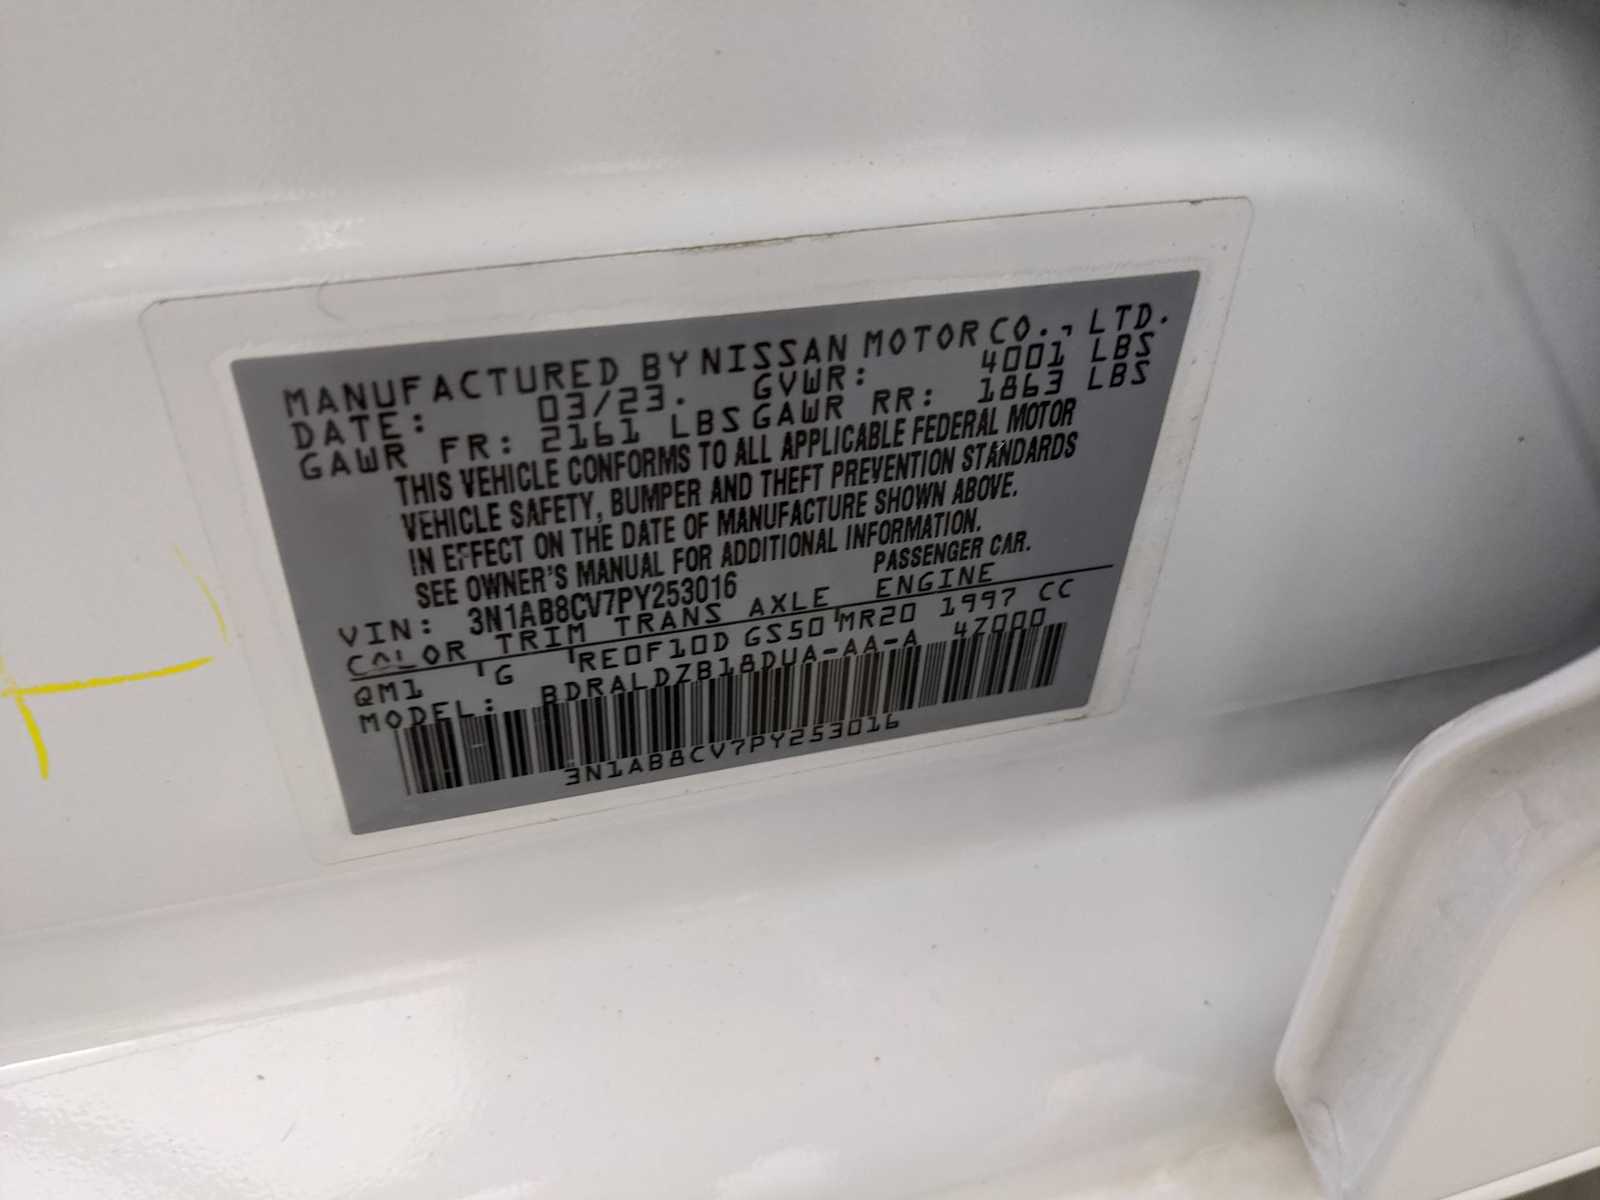 MANUFACTURED BY NISSAN MOTOR CO., LTD.
DATE: 03/23. GVWR: 4001 LBS
GAWR FR: 2161 LBS GAWR RR: 1863 LBS
THIS VEHICLE CONFORMS TO ALL APPLICABLE FEDERAL MOTOR
VEHICLE SAFETY, BUMPER AND THEFT PREVENTION STANDARDS
IN EFFECT ON THE DATE OF MANUFACTURE SHOWN ABOVE.
SEE OWNER'S MANUAL FOR ADDITIONAL INFORMATION.
VIN: 3N1AB8CV7PY253016 PASSENGER CAR.
COLOR TRIM TRANS AXLE ENGINE
QM1 G RE0F10D GS50 MR20 1997 CC
MODEL: BDRALDZB18DUA-AA-A 47000
3N1AB8CV7PY253016